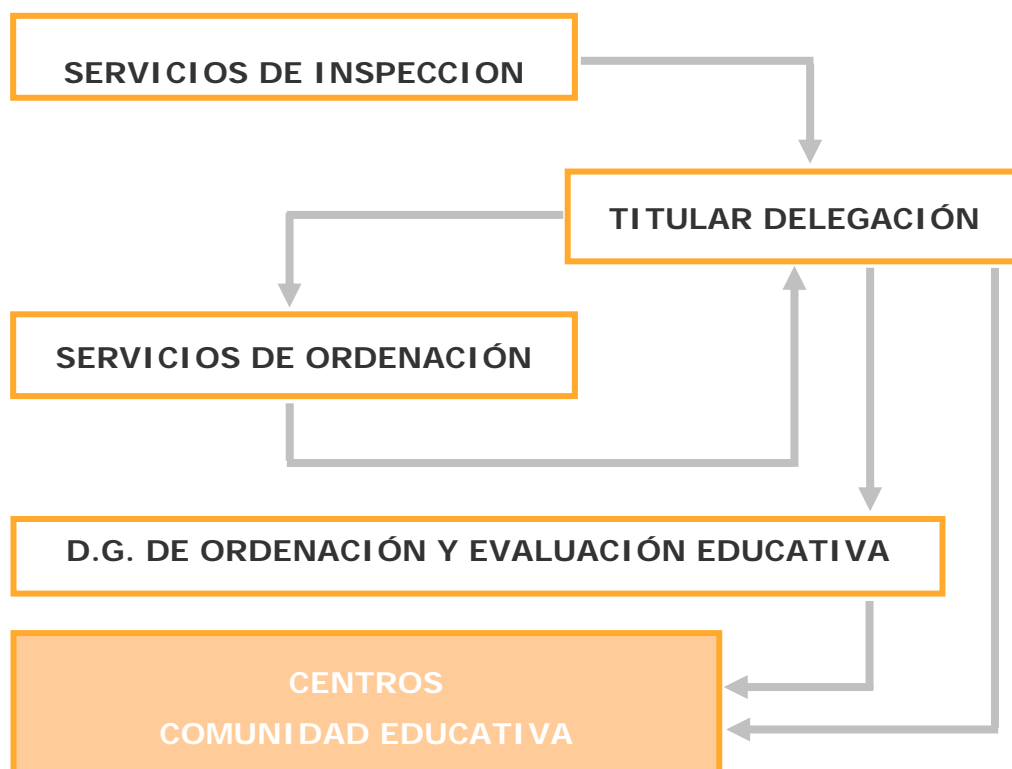 SERVICIOS DE INSPECCION
TITULAR DELEGACIÓN
SERVICIOS DE ORDENACIÓN
D.G. DE ORDENACIÓN Y EVALUACIÓN EDUCATIVA
CENTROS
COMUNIDAD EDUCATIVA